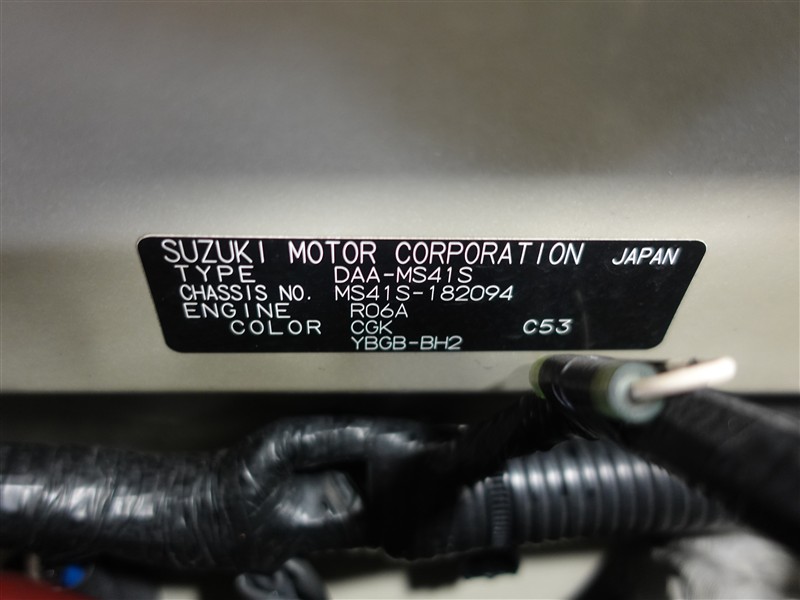 SUZUKI MOTOR CORPORATION JAPAN
TYPE DAA-MS41S
CHASSIS NO. MS41S-182094
ENGINE R06A
COLOR CGK C53
YBGB-BH2